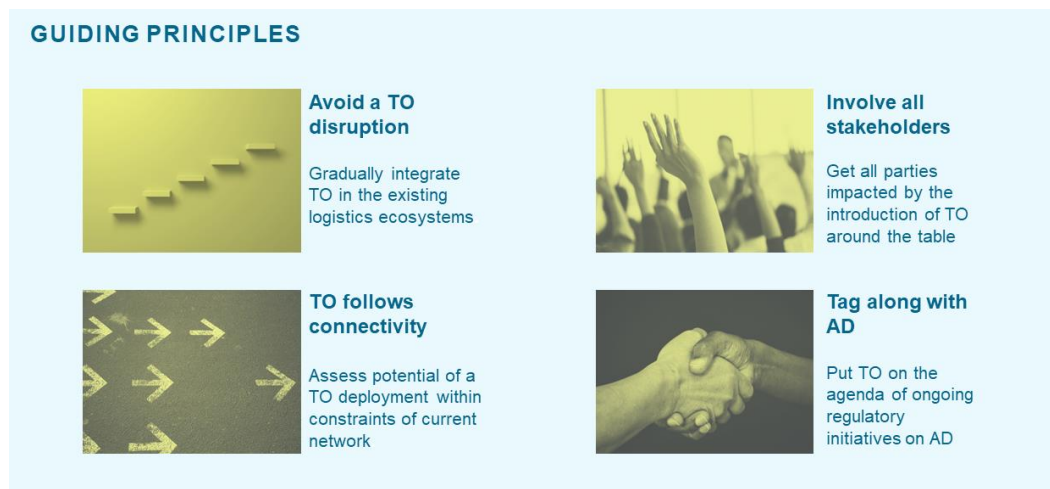 GUIDING PRINCIPLES
Avoid a TO
disruption
Gradually integrate
TO in the existing
logistics ecosystems
Involve all
stakeholders
Get all parties
impacted by the
introduction of TO
around the table
TO follows
connectivity
Assess potential of a
TO deployment within
constraints of current
network
Tag along with
AD
Put TO on the
agenda of ongoing
regulatory
initiatives on AD